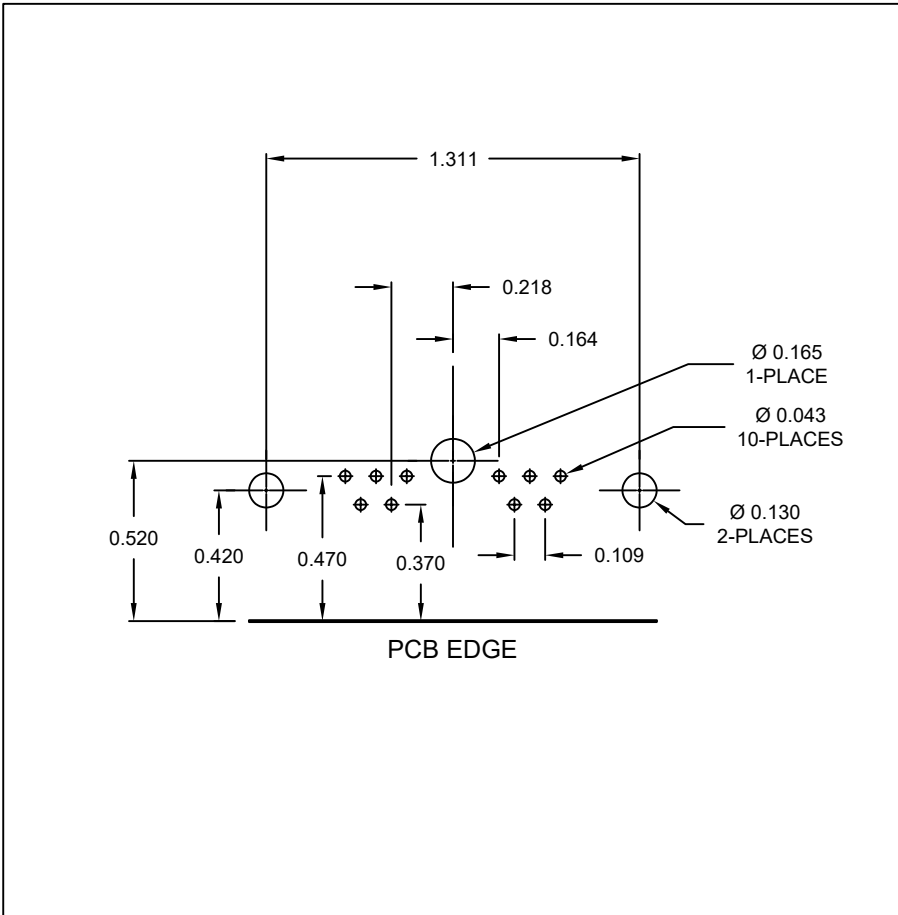 1.311
0.218
0.164
Ø 0.165
1-PLACE
Ø 0.043
10-PLACES
Ø 0.130
2-PLACES
0.520
0.420
0.470
0.370
0.109
PCB EDGE